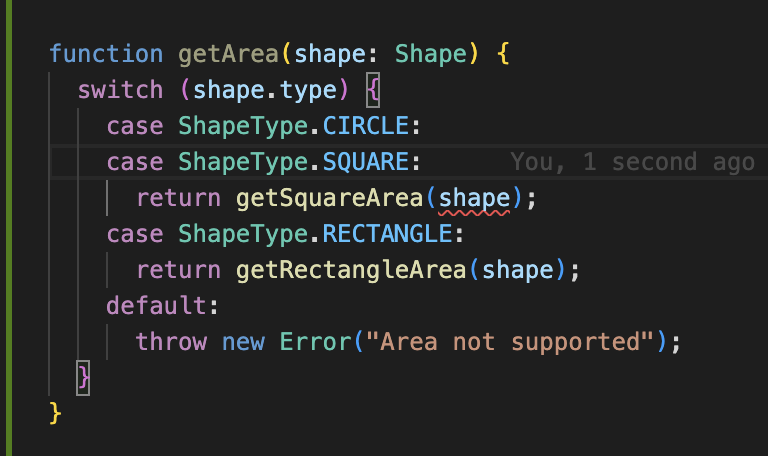 function getArea(shape: Shape) {
  switch (shape.type) {
    case ShapeType.CIRCLE:
    case ShapeType.SQUARE:      You, 1 second ago
      return getSquareArea(shape);
    case ShapeType.RECTANGLE:
      return getRectangleArea(shape);
    default:
      throw new Error("Area not supported");
  }
}